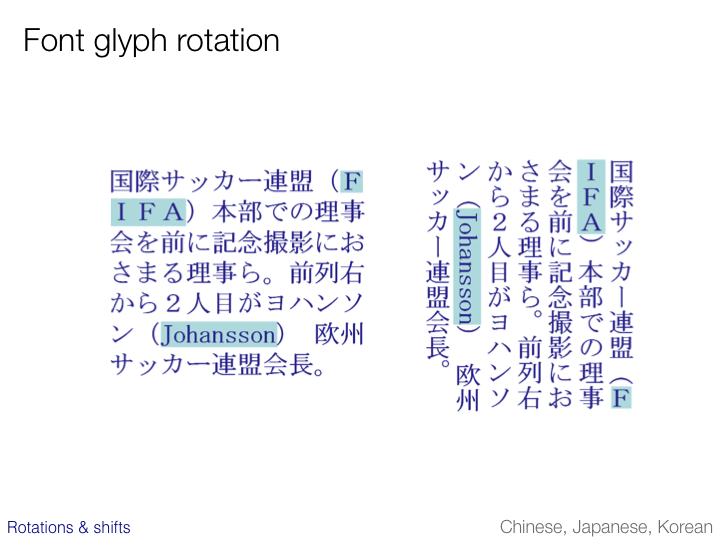 Font glyph rotation
国際サッカー連盟（Ｆ
ＩＦＡ）本部での理事
会を前に記念撮影にお
さまる理事ら。前列右
から２人目がヨハンソ
ン（Johansson）　欧州
サッカー連盟会長。
国際サッカー連盟（Ｆ
ＩＦＡ）本部での理事
会を前に記念撮影にお
さまる理事ら。前列右
から２人目がヨハンソ
ン（Johansson）　欧州
サッカー連盟会長。
Rotations & shifts
Chinese, Japanese, Korean